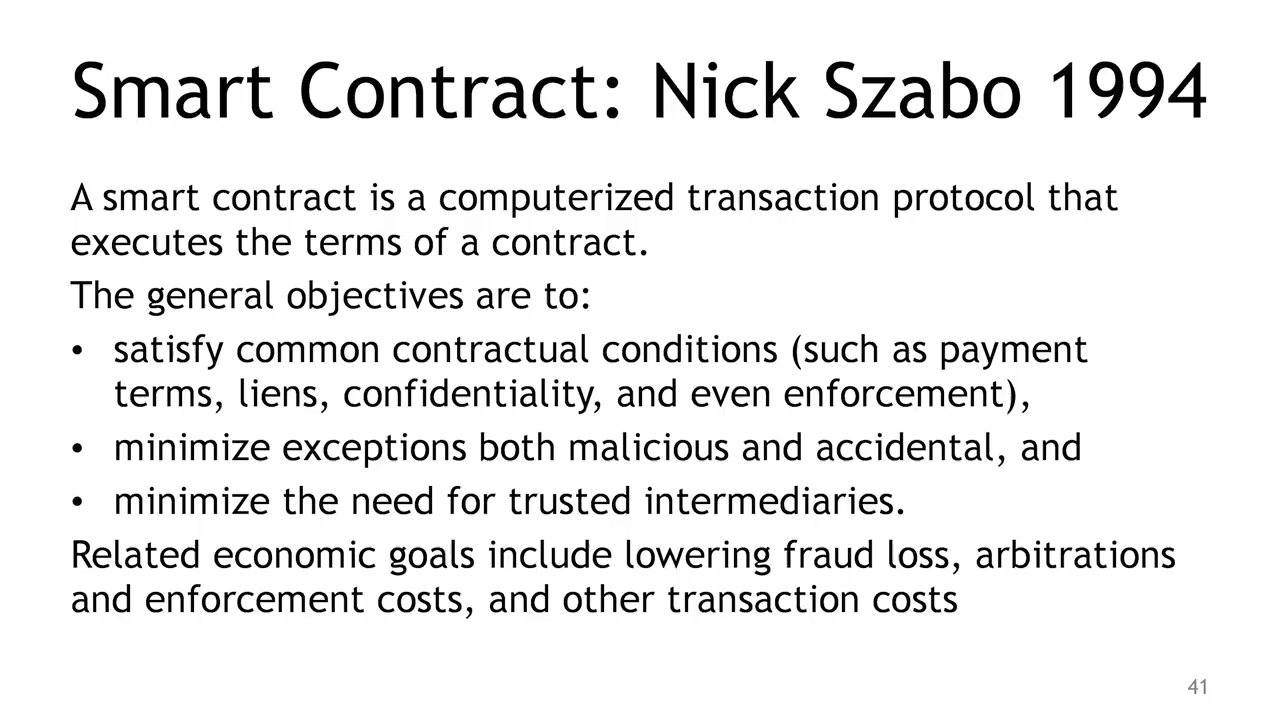 Smart Contract: Nick Szabo 1994
A smart contract is a computerized transaction protocol that
executes the terms of a contract.
The general objectives are to:
• satisfy common contractual conditions (such as payment
terms, liens, confidentiality, and even enforcement),
• minimize exceptions both malicious and accidental, and
• minimize the need for trusted intermediaries.
Related economic goals include lowering fraud loss, arbitrations
and enforcement costs, and other transaction costs
41